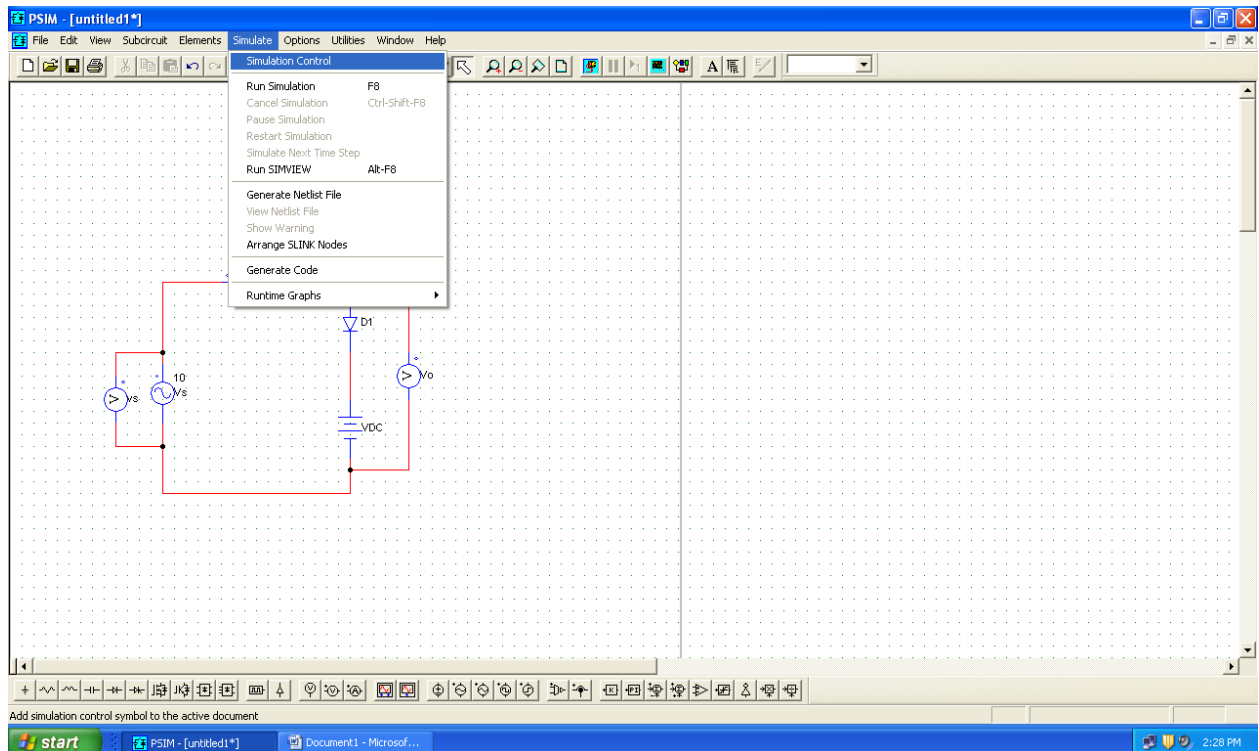 PSIM - [untitled1*]
File Edit View Subcircuit Elements Simulate Options Utilities Window Help
Simulation Control
Run Simulation F8
Cancel Simulation Ctrl-Shift-F8
Pause Simulation
Restart Simulation
Simulate Next Time Step
Run SIMVIEW Alt-F8
Generate Netlist File
View Netlist File
Show Warning
Arrange SLINK Nodes
Generate Code
Runtime Graphs
D1
10
Vs
Vs
Vo
VDC
Add simulation control symbol to the active document
start PSIM - [untitled1*] Document1 - Microsof... 2:28 PM